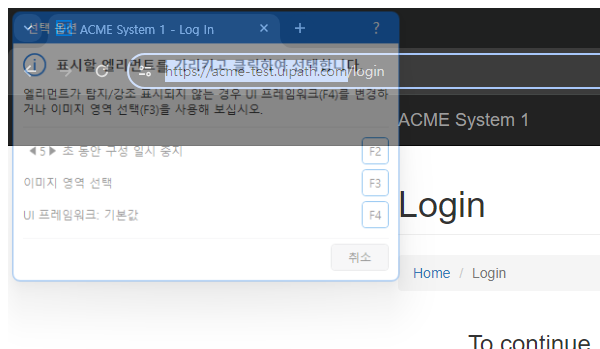 선택 옵션
ACME System 1 - Log In
?
표시할 엘리먼트를 가리키고 클릭하여 선택합니다.
https://acme-test.uipath.com/login
엘리먼트가 탐지/강조 표시되지 않는 경우 UI 프레임워크(F4)를 변경하
거나 이미지 영역 선택(F3)를 사용해 보십시오.
ACME System 1
◀5▶ 초 동안 구성 일시 중지 F2
이미지 영역 선택 F3
UI 프레임워크: 기본값 F4
Login
취소
Home / Login
To continue